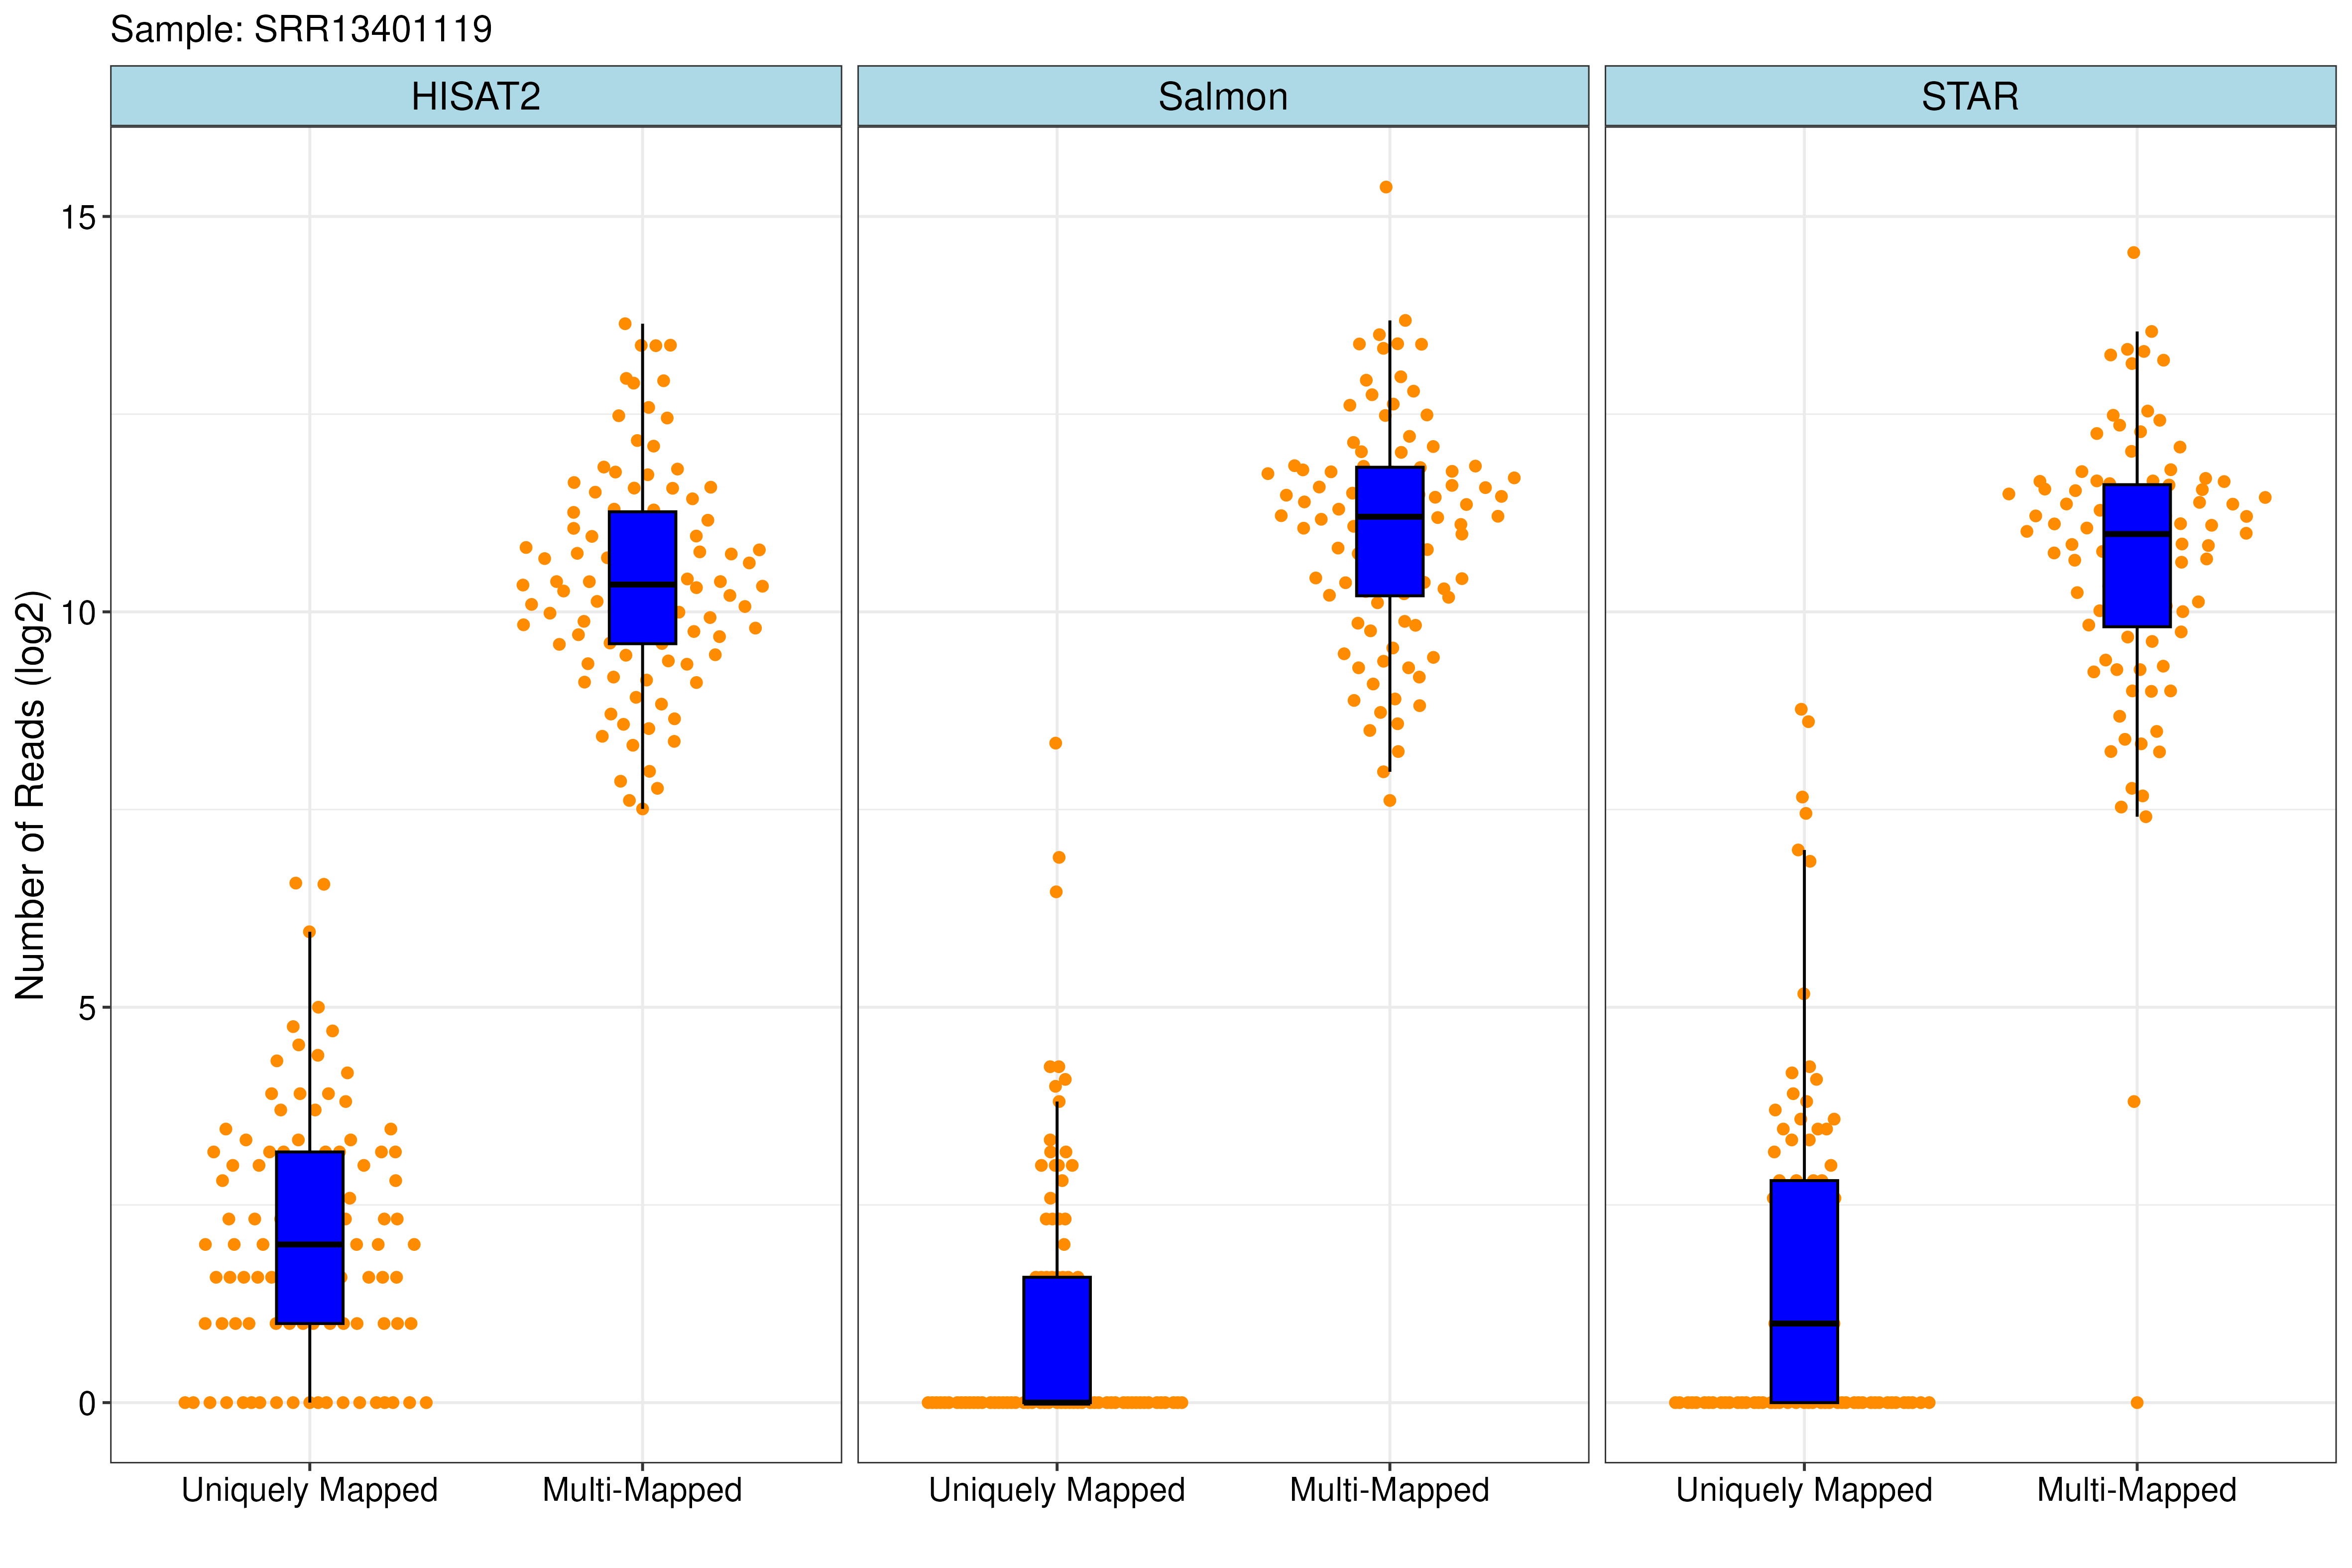 Sample: SRR13401119
HISAT2
Salmon
STAR
Number of Reads (log2)
15
10
5
0
Uniquely Mapped
Multi-Mapped
Uniquely Mapped
Multi-Mapped
Uniquely Mapped
Multi-Mapped